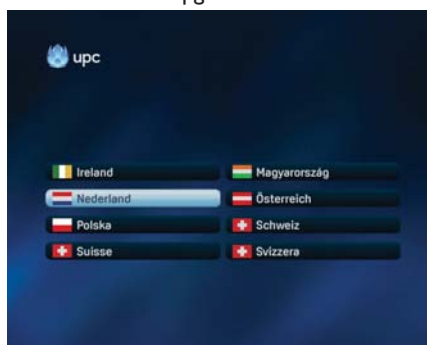 upc
Ireland
Magyarország
Nederland
Österreich
Polska
Schweiz
Suisse
Svizzera